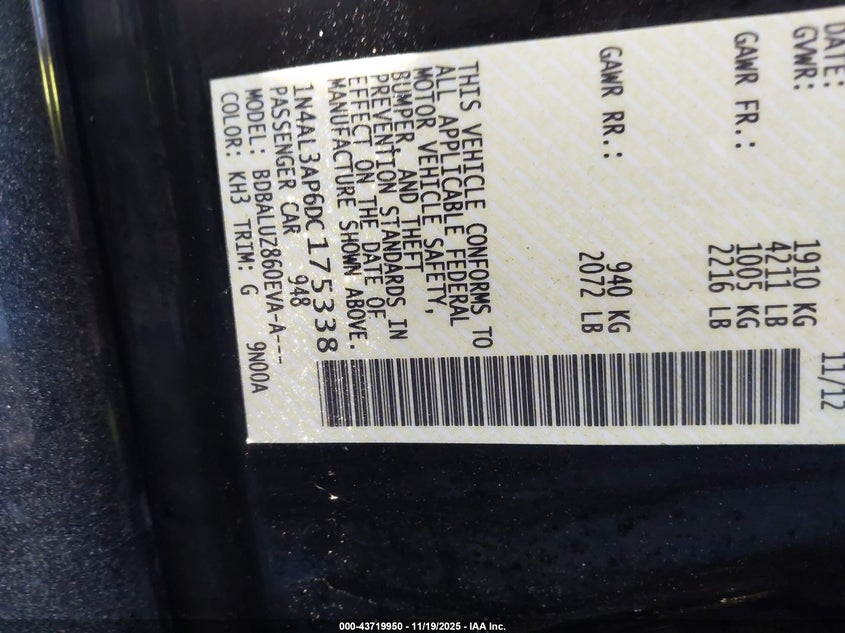 DATE: 11/12
GVWR: 1910 KG
4211 LB
GAWR FR.: 1005 KG
2216 LB
GAWR RR.: 940 KG
2072 LB
THIS VEHICLE CONFORMS TO
ALL APPLICABLE FEDERAL
MOTOR VEHICLE SAFETY,
BUMPER, AND THEFT
PREVENTION STANDARDS IN
EFFECT ON THE DATE OF
MANUFACTURE SHOWN ABOVE.
1N4AL3AP6DC175338
PASSENGER CAR 948
MODEL: BDBALUZ860EVA-A---
COLOR: KH3 TRIM: G 9N00A
000-43719950 - 11/19/2025 - IAA Inc.